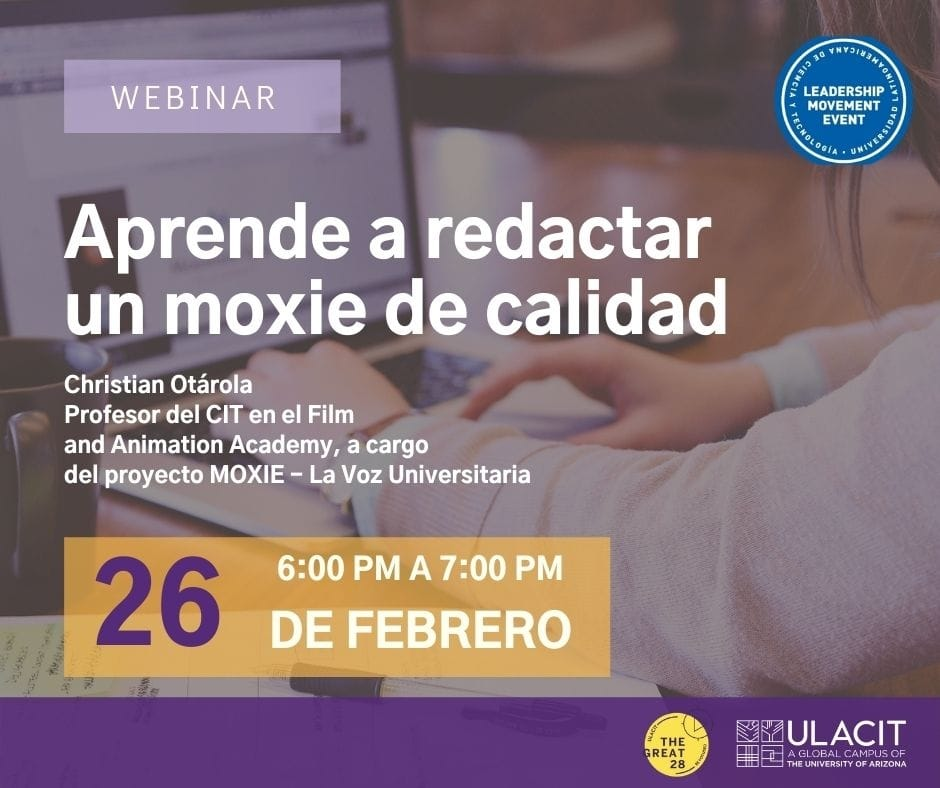 WEBINAR
LEADERSHIP
MOVEMENT
EVENT
UNIVERSIDAD LATINOAMERICANA DE CIENCIA Y TECNOLOGÍA •
Aprende a redactar
un moxie de calidad
Christian Otárola
Profesor del CIT en el Film
and Animation Academy, a cargo
del proyecto MOXIE – La Voz Universitaria
26
6:00 PM A 7:00 PM
DE FEBRERO
ULACIT
THE
GREAT
28
ULACIT
A GLOBAL CAMPUS OF
THE UNIVERSITY OF ARIZONA